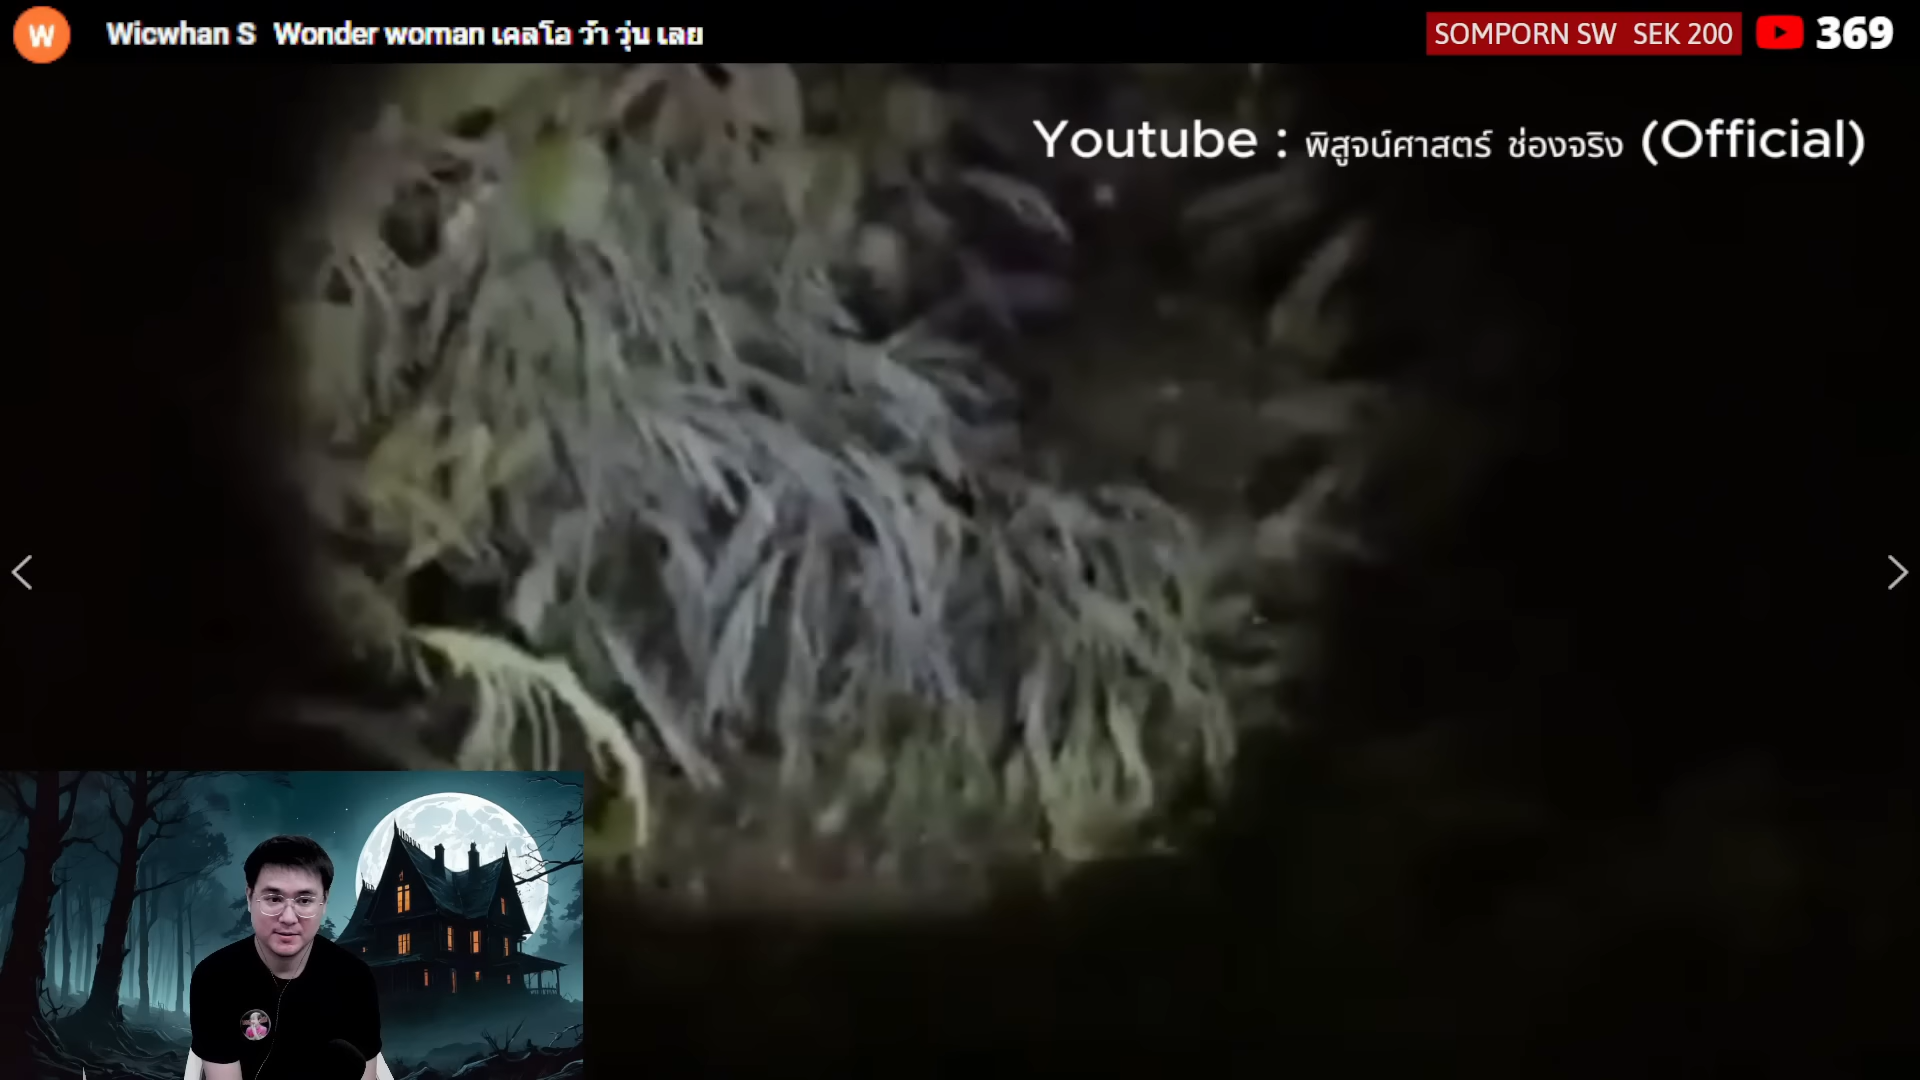 W Wicwhan S Wonder woman เคลโอ ว้า วุ่น เลย
SOMPORN SW SEK 200 369
Youtube : พิสูจน์ศาสตร์ ช่องจริง (Official)